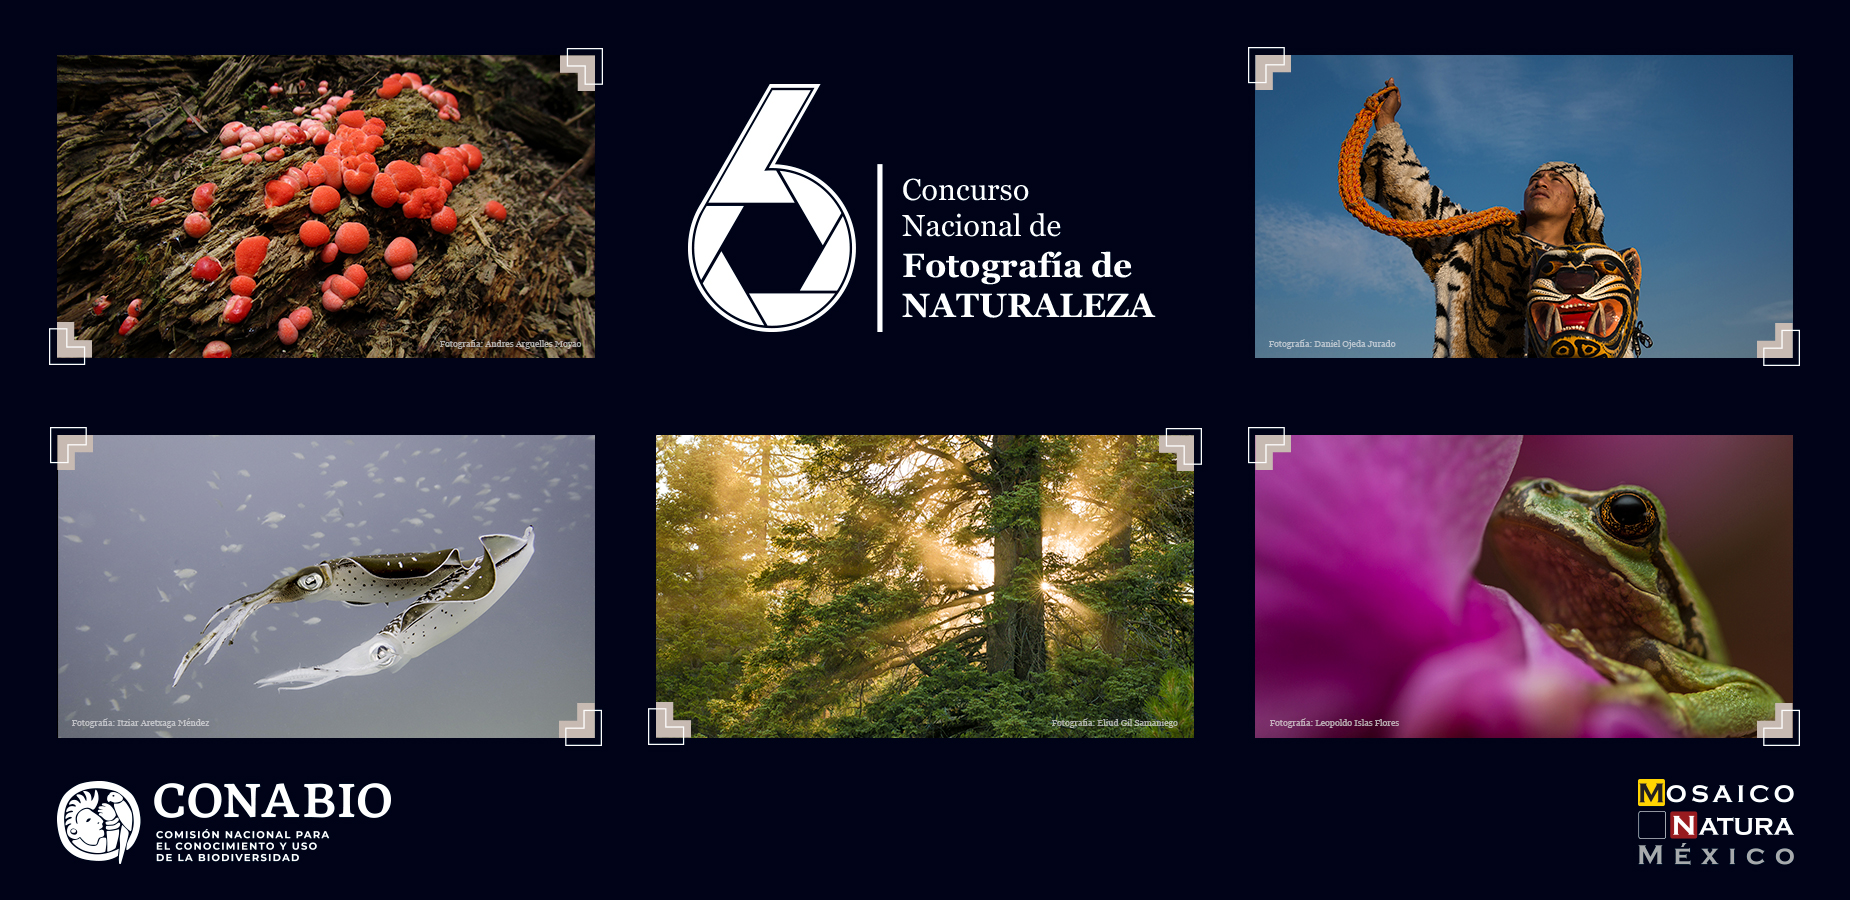 Fotografía: Andres Arguelles Moyao
6
Concurso
Nacional de
Fotografía de
NATURALEZA
Fotografía: Daniel Ojeda Jurado
Fotografía: Itziar Aretxaga Méndez
Fotografía: Eliud Gil Samaniego
Fotografía: Leopoldo Islas Flores
CONABIO
COMISIÓN NACIONAL PARA
EL CONOCIMIENTO Y USO
DE LA BIODIVERSIDAD
MOSAICO
NATURA
MÉXICO